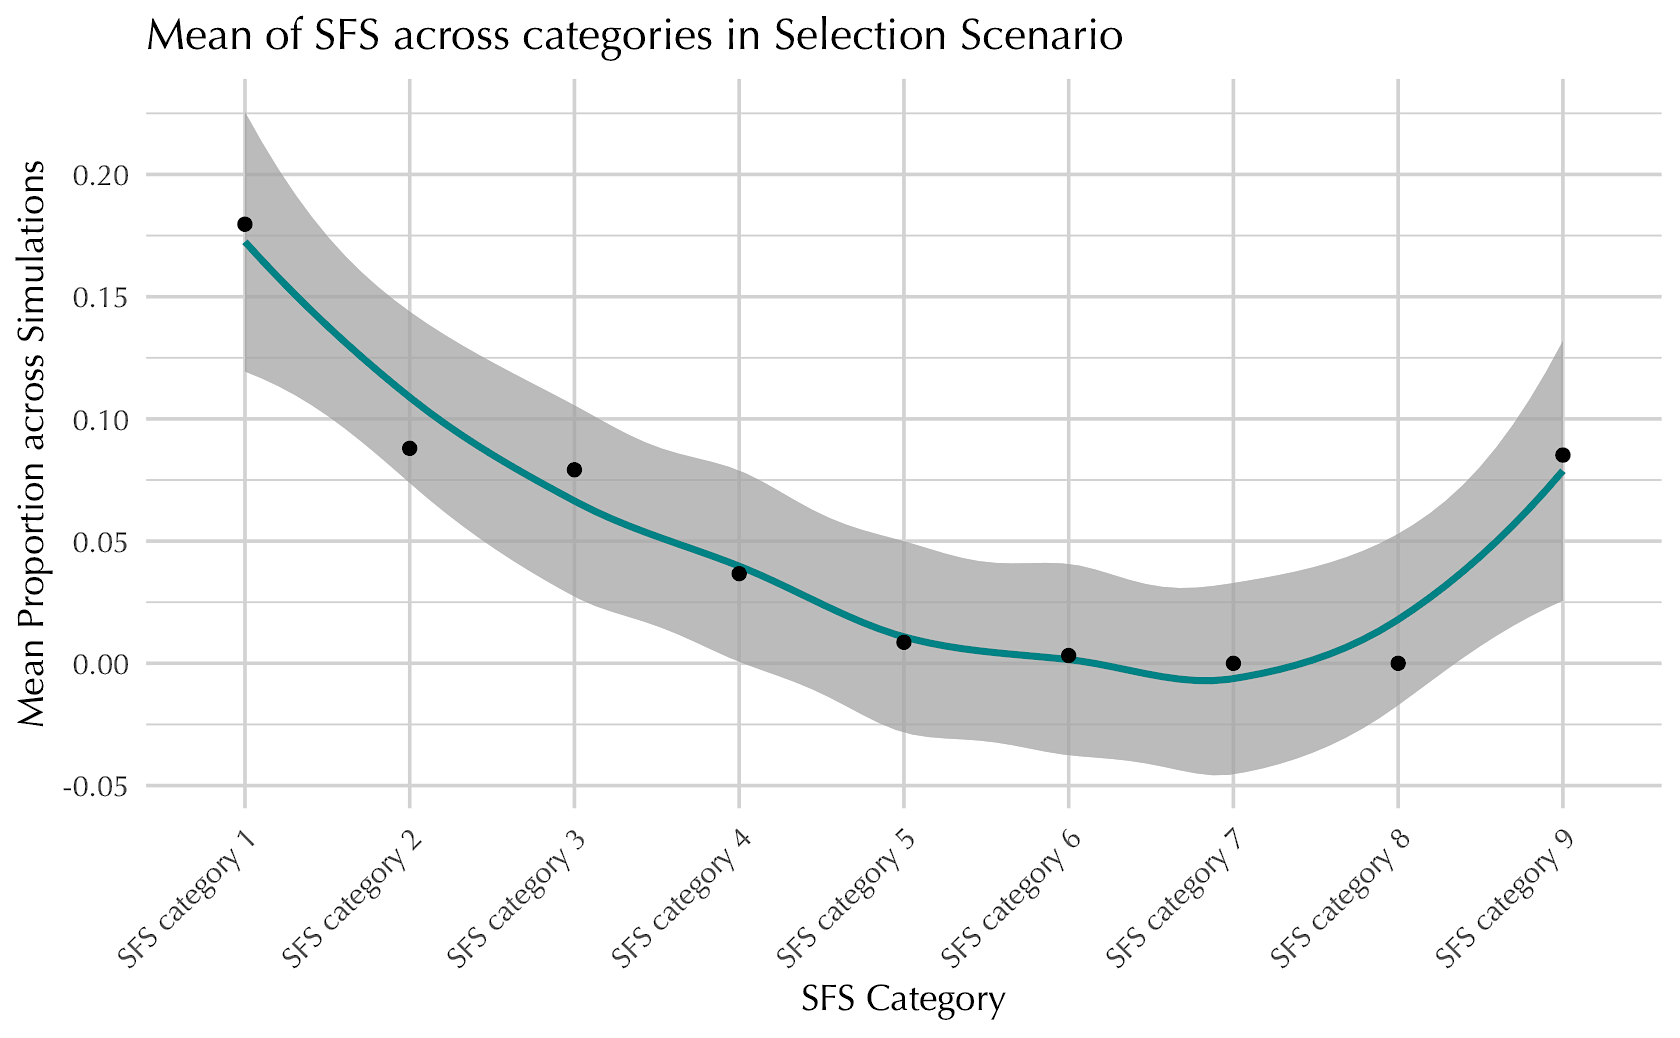 Mean of SFS across categories in Selection Scenario
Mean Proportion across Simulations
0.20
0.15
0.10
0.05
0.00
-0.05
SFS category 1
SFS category 2
SFS category 3
SFS category 4
SFS category 5
SFS category 6
SFS category 7
SFS category 8
SFS category 9
SFS Category